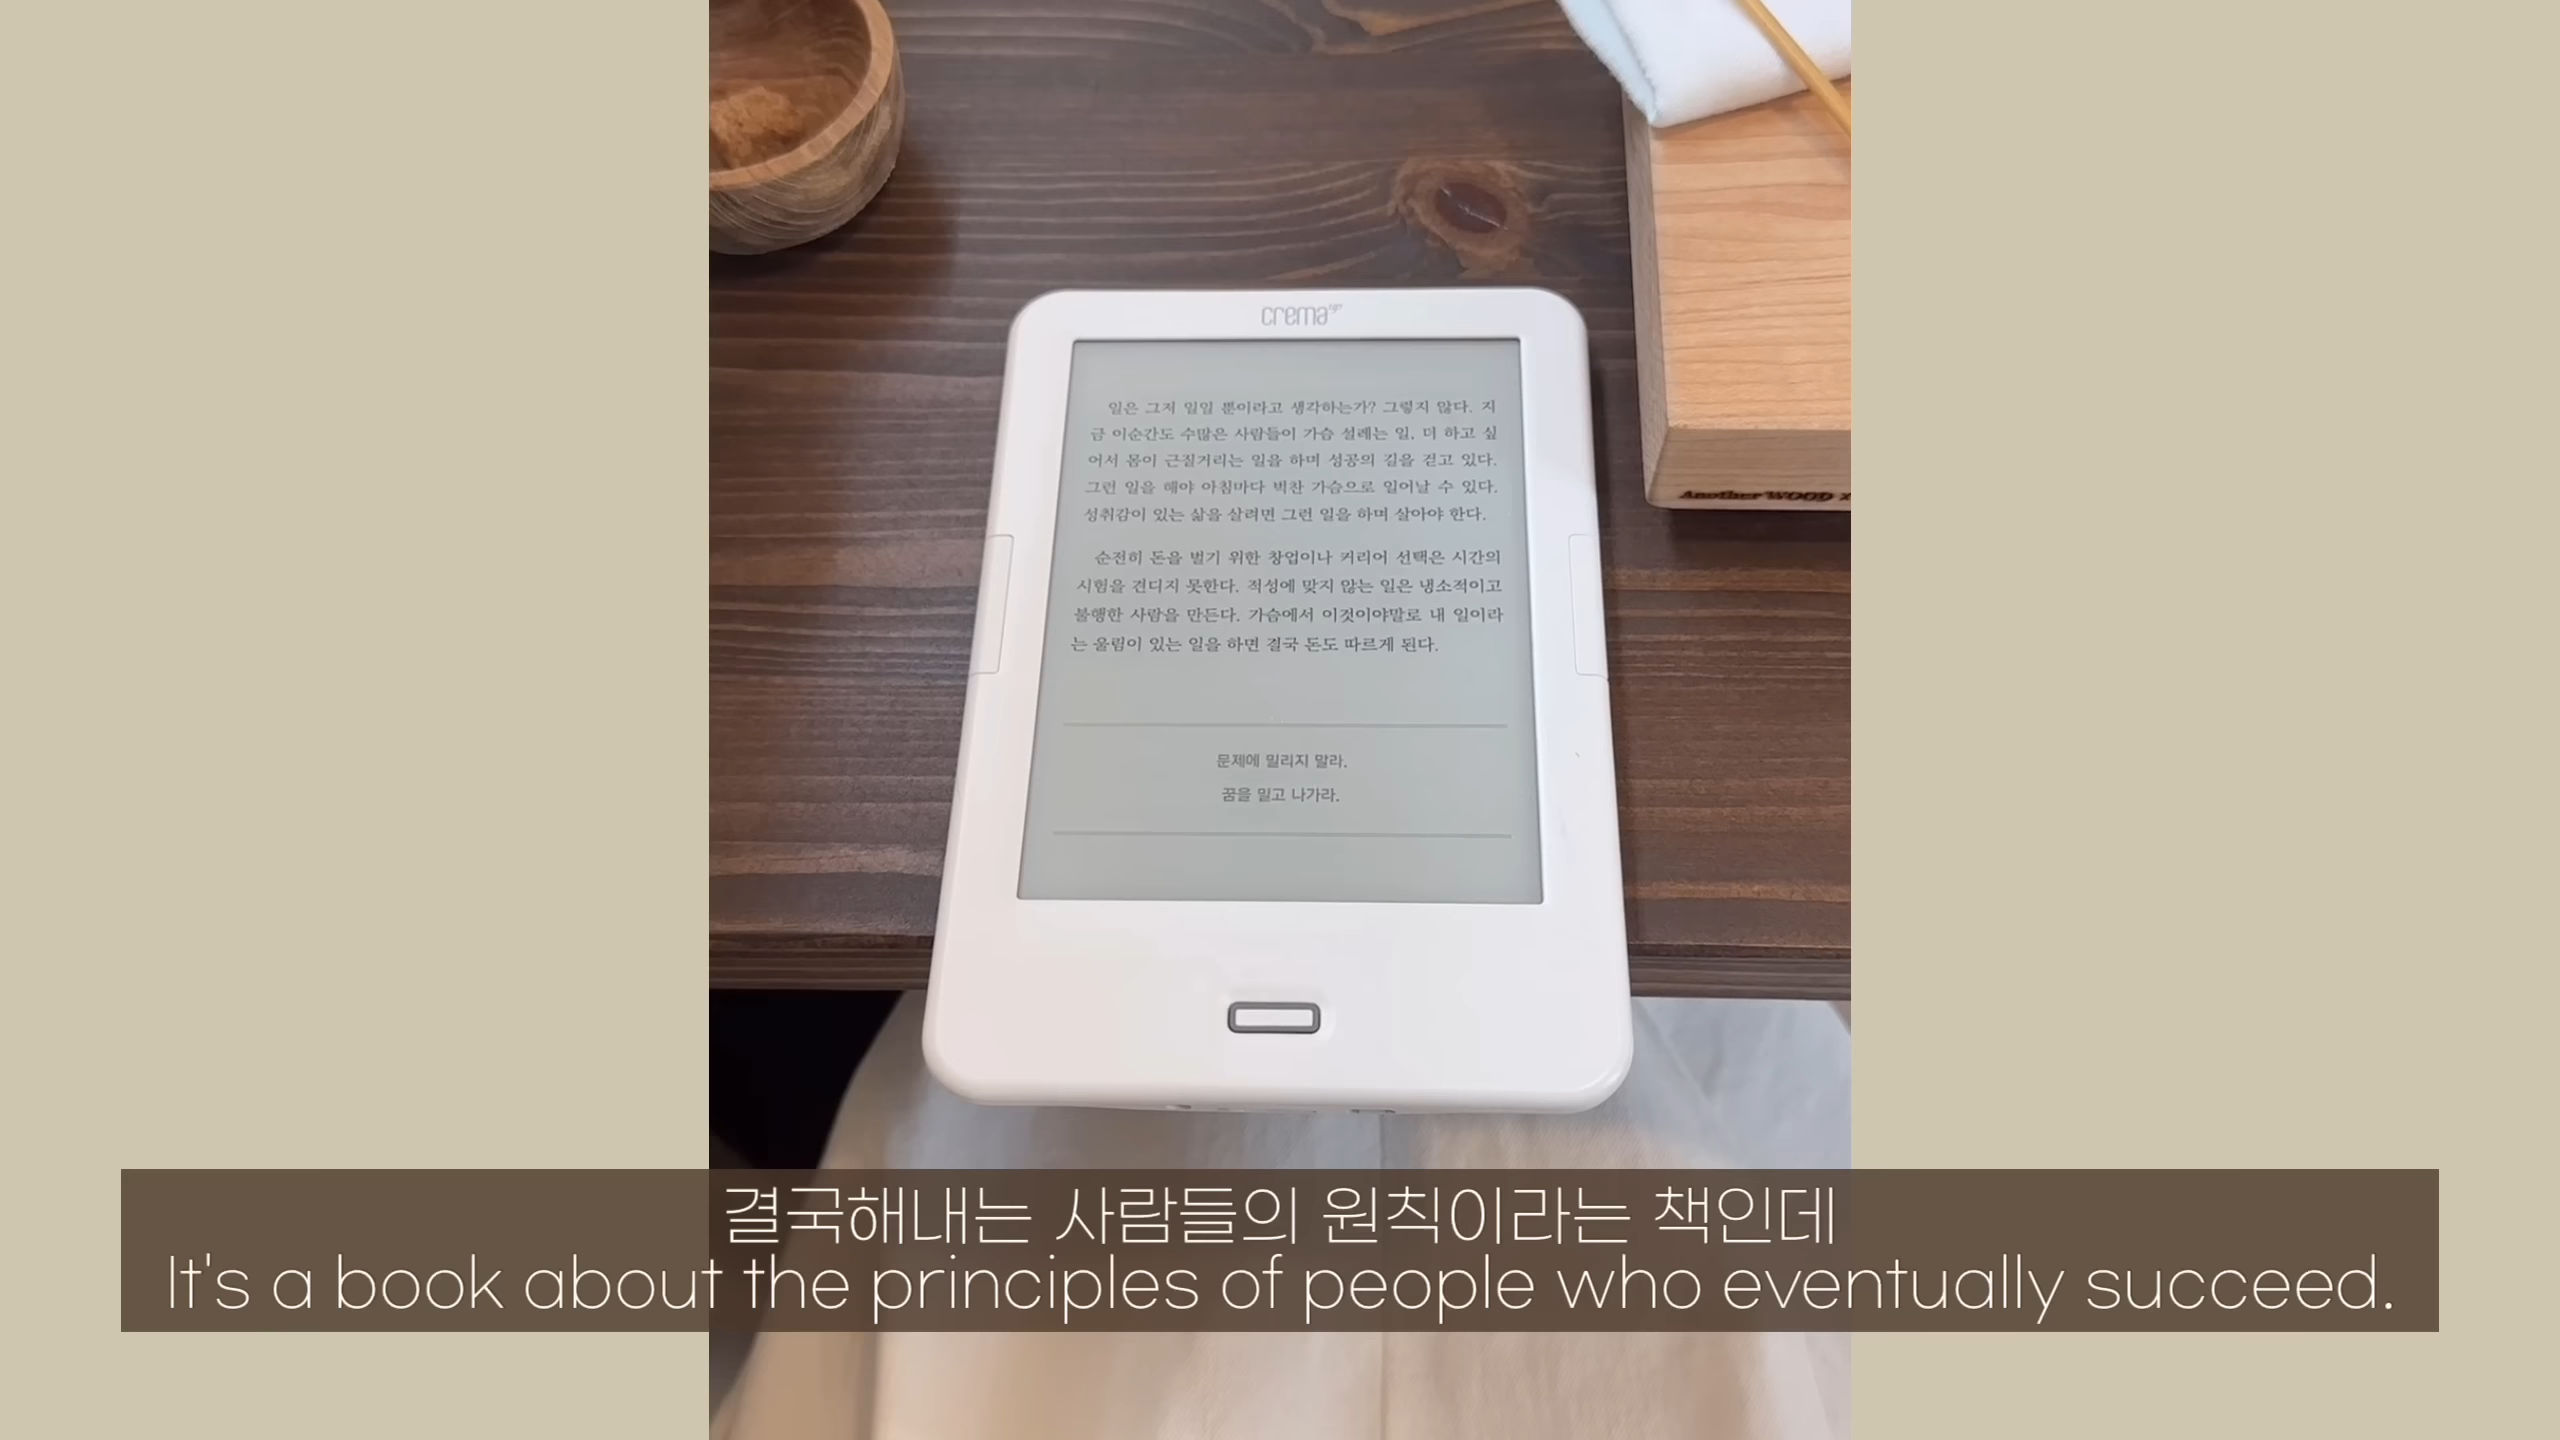 crema
일은 그저 일일 뿐이라고 생각하는가? 그렇지 않다. 지
금 이순간도 수많은 사람들이 가슴 설레는 일, 더 하고 싶
어서 몸이 근질거리는 일을 하며 성공의 길을 걷고 있다.
그런 일을 해야 아침마다 벅찬 가슴으로 일어날 수 있다.
성취감이 있는 삶을 살려면 그런 일을 하며 살아야 한다.
순전히 돈을 벌기 위한 창업이나 커리어 선택은 시간의
시험을 견디지 못한다. 적성에 맞지 않는 일은 냉소적이고
불행한 사람을 만든다. 가슴에서 이것이야말로 내 일이라
는 울림이 있는 일을 하면 결국 돈도 따르게 된다.
문제에 밀리지 말라.
꿈을 밀고 나가라.
Another WOOD
결국해내는 사람들의 원칙이라는 책인데
It's a book about the principles of people who eventually succeed.